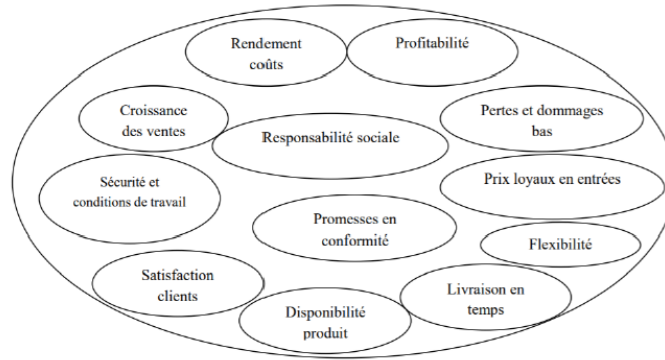 Rendement
coûts
Profitabilité
Croissance
des ventes
Responsabilité sociale
Pertes et dommages
bas
Sécurité et
conditions de travail
Prix loyaux en entrées
Promesses en
conformité
Flexibilité
Satisfaction
clients
Disponibilité
produit
Livraison en
temps